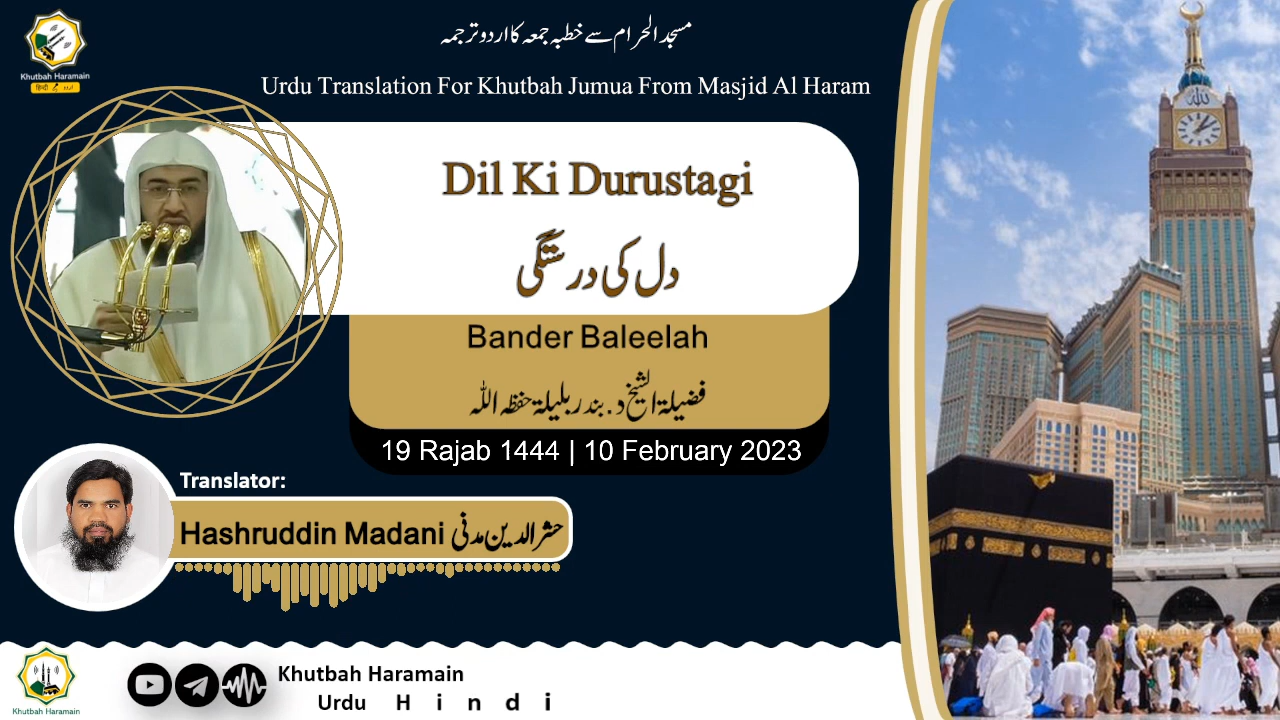 Khutbah Haramain
हिन्दी اردو
مسجد الحرام سے خطبہ جمعہ کا اردو ترجمہ
Urdu Translation For Khutbah Jumua From Masjid Al Haram
Dil Ki Durustagi
دل کی درستگی
Bander Baleelah
فضیلۃ الشیخ د. بندر بلیلۃ حفظہ اللہ
19 Rajab 1444 | 10 February 2023
Translator:
Hashruddin Madani حشر الدین مدنی
Khutbah Haramain
Khutbah Haramain
Urdu Hindi